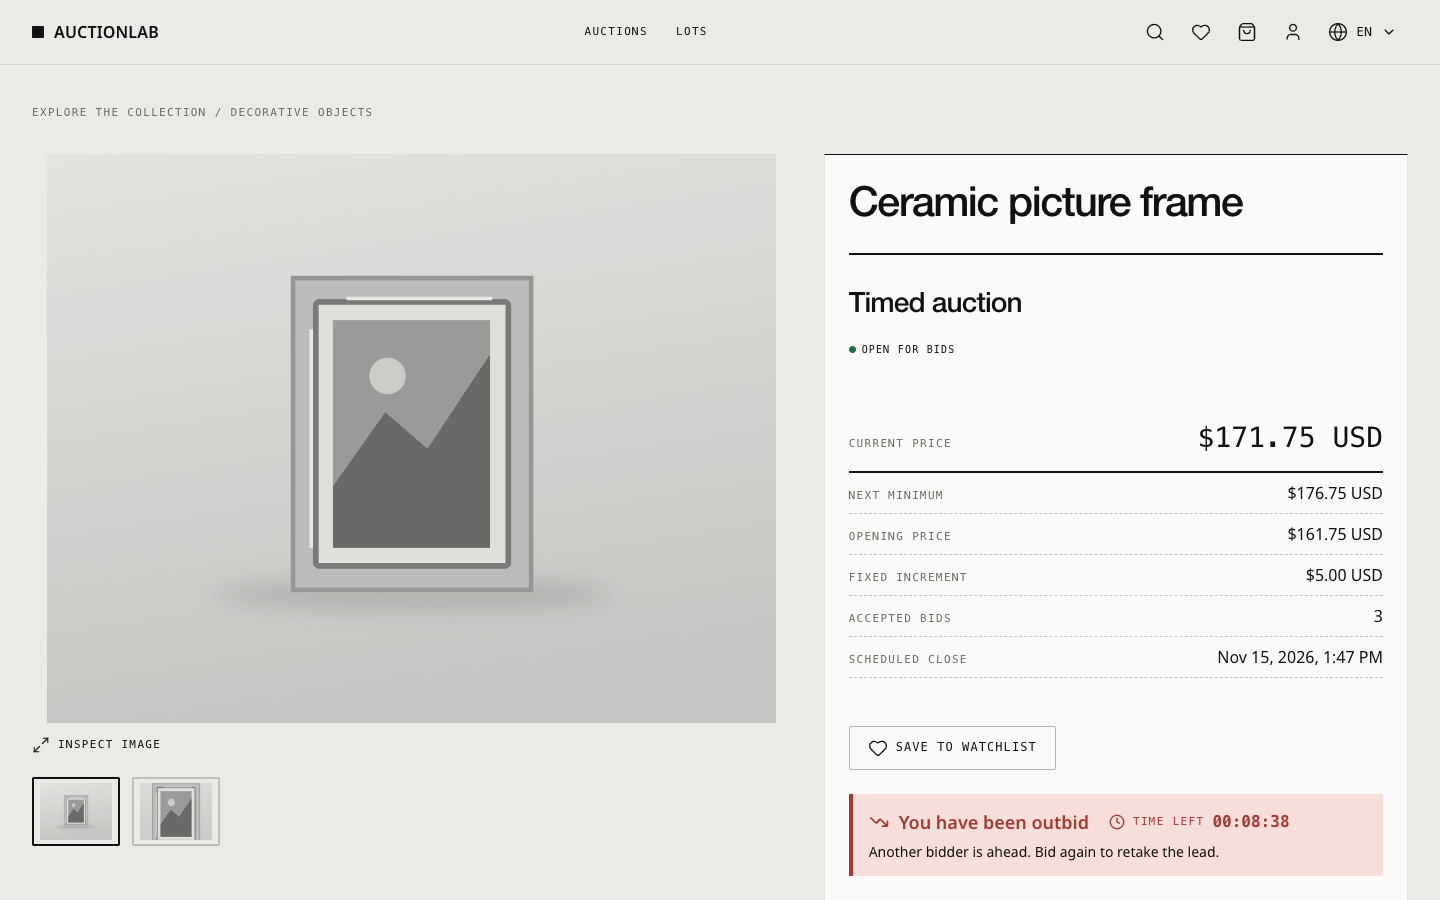 AUCTIONLAB
AUCTIONS
LOTS
EN
EXPLORE THE COLLECTION / DECORATIVE OBJECTS
INSPECT IMAGE
Ceramic picture frame
Timed auction
OPEN FOR BIDS
CURRENT PRICE $171.75 USD
NEXT MINIMUM $176.75 USD
OPENING PRICE $161.75 USD
FIXED INCREMENT $5.00 USD
ACCEPTED BIDS 3
SCHEDULED CLOSE Nov 15, 2026, 1:47 PM
SAVE TO WATCHLIST
You have been outbid TIME LEFT 00:08:38
Another bidder is ahead. Bid again to retake the lead.